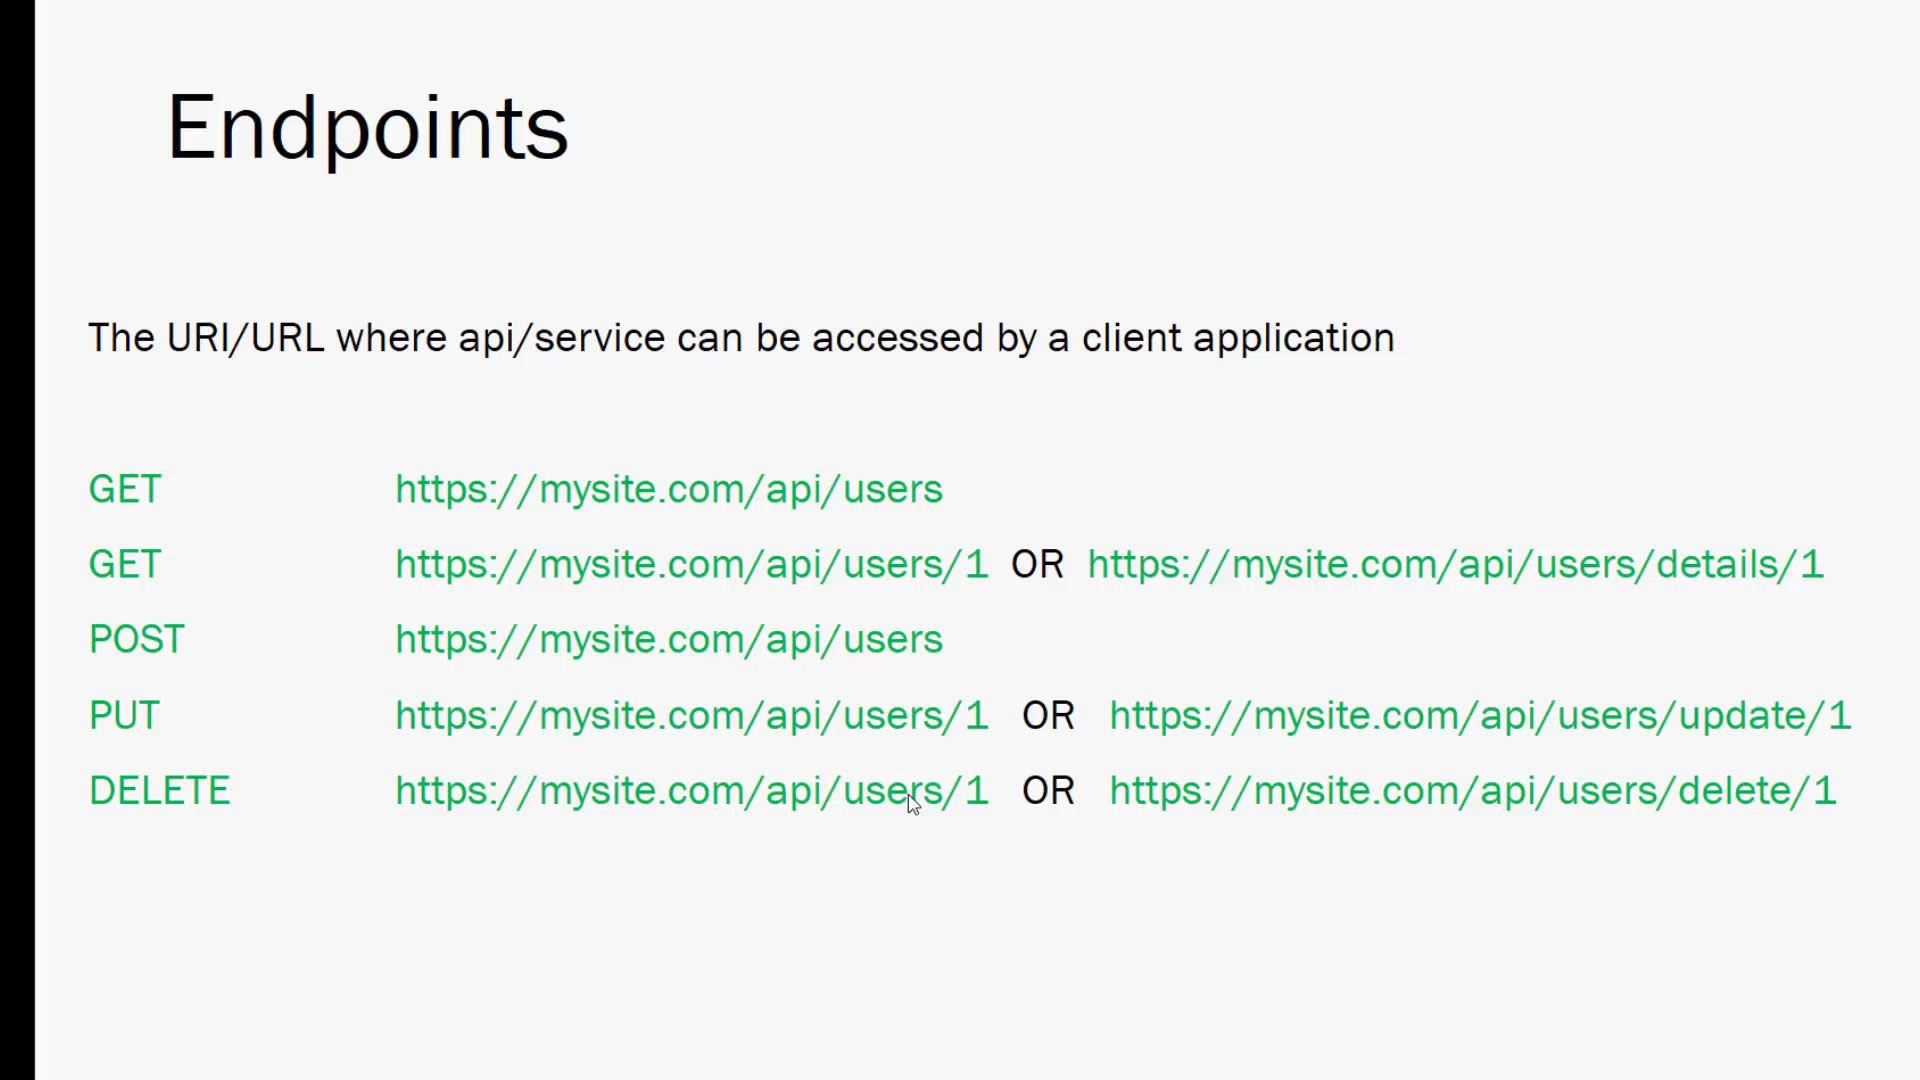 Endpoints
The URI/URL where api/service can be accessed by a client application
GET https://mysite.com/api/users
GET https://mysite.com/api/users/1 OR https://mysite.com/api/users/details/1
POST https://mysite.com/api/users
PUT https://mysite.com/api/users/1 OR https://mysite.com/api/users/update/1
DELETE https://mysite.com/api/users/1 OR https://mysite.com/api/users/delete/1